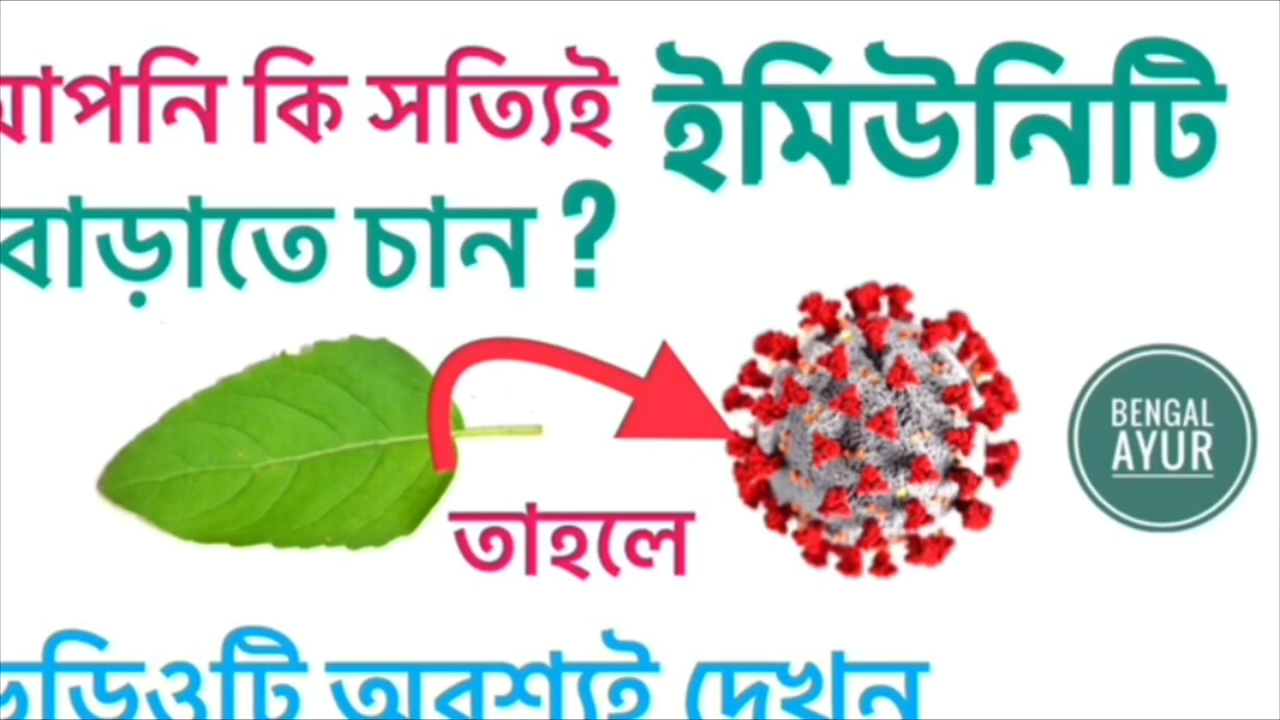 আপনি কি সত্যিই ইমিউনিটি
বাড়াতে চান ?
BENGAL
AYUR
তাহলে
ভিডিওটি অবশ্যই দেখুন